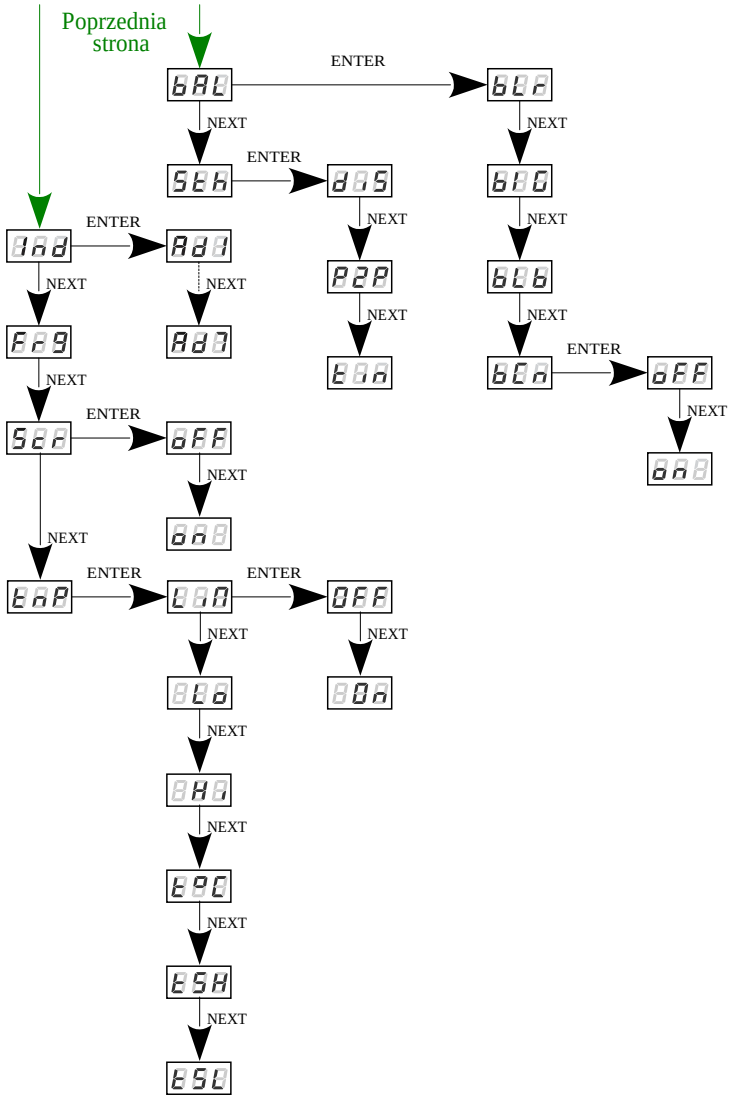 Poprzednia
strona
ENTER
bAL
bLr
NEXT
NEXT
ENTER
Sth
diS
bIG
ENTER
NEXT
NEXT
Ind
Ad1
P2P
bLb
NEXT
NEXT
NEXT
NEXT
Frq
Ad7
ENTER
tin
bCn
oFF
NEXT
ENTER
NEXT
Scr
oFF
on
NEXT
on
NEXT
ENTER
ENTER
tnP
Lin
OFF
NEXT
NEXT
Lo
On
NEXT
Hi
NEXT
toC
NEXT
tSH
NEXT
tSL